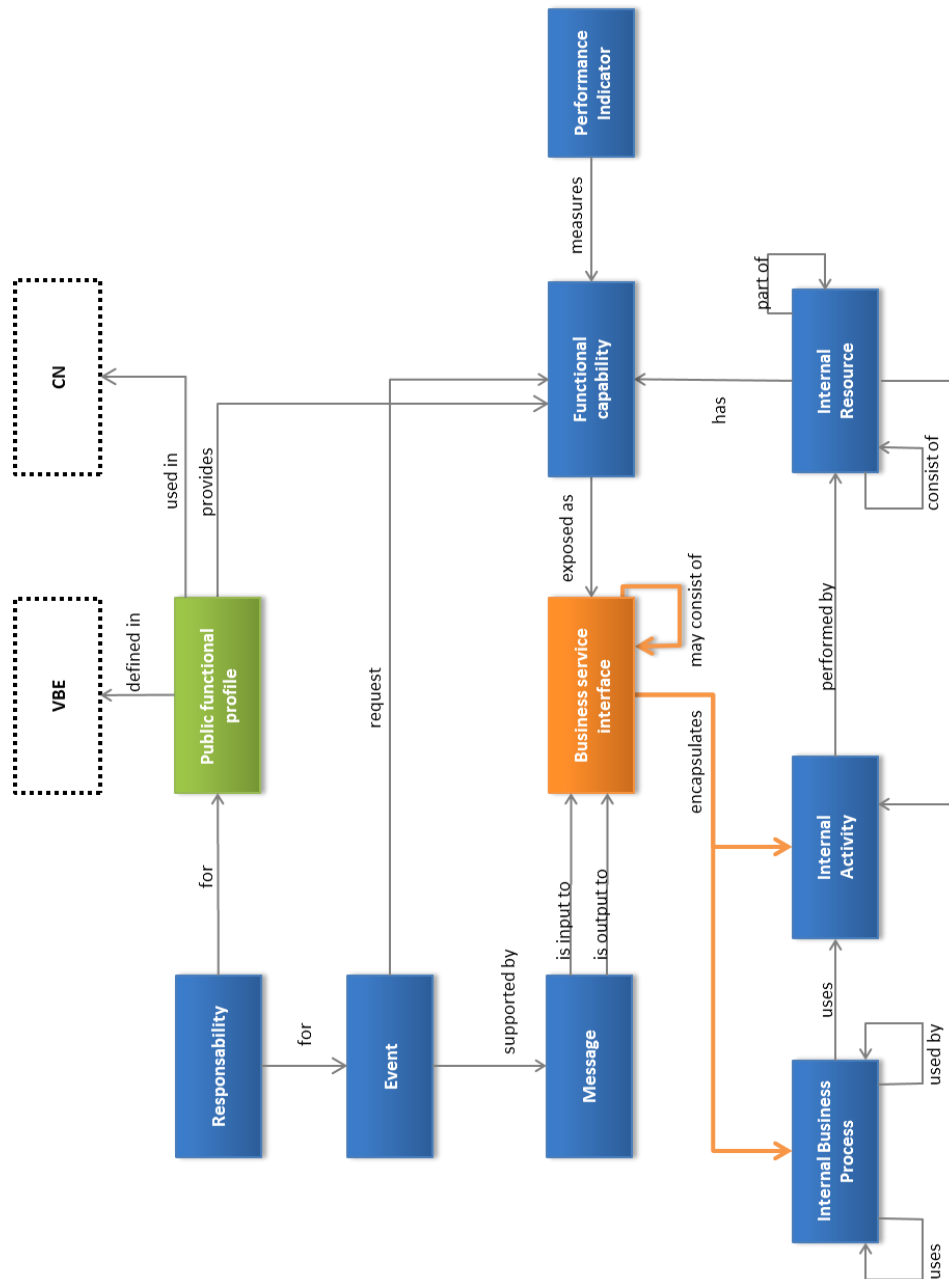 VBE
CN
defined in
used in
Public functional
profile
provides
for
Responsability
for
Event
request
supported by
Message
is input to
is output to
Business service
interface
may consist of
exposed as
Functional
capability
measures
Performance
Indicator
encapsulates
has
Internal Business
Process
uses
used by
uses
Internal
Activity
performed by
Internal
Resource
part of
consist of